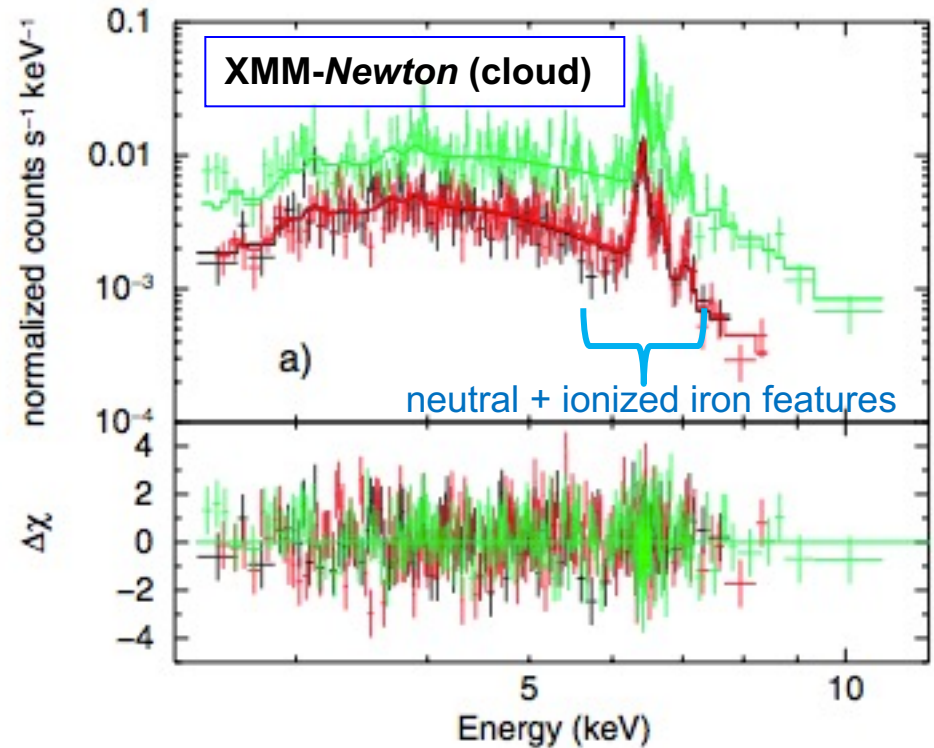 0.1
XMM-Newton (cloud)
normalized counts s⁻¹ keV⁻¹
0.01
10⁻³
a)
neutral + ionized iron features
10⁻⁴
4
2
Δχ
0
−2
−4
5
10
Energy (keV)